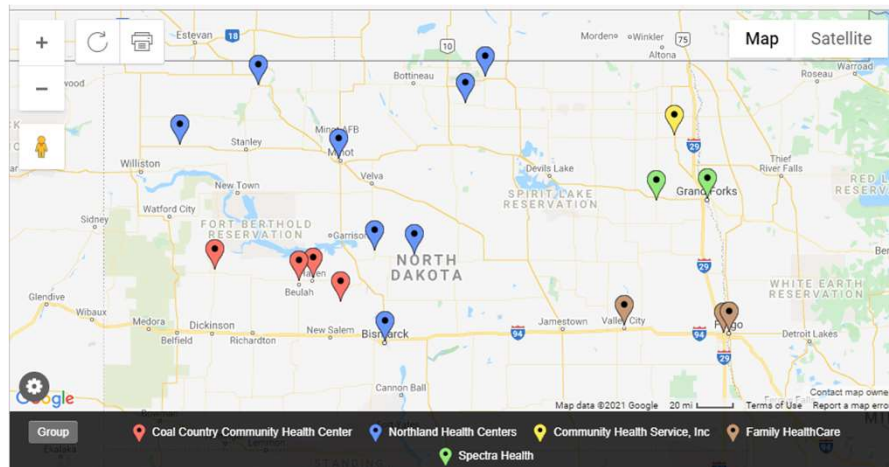 +
−
Estevan
18
10
Morden
Winkler
Altona
75
Map
Satellite
Bottineau
Roseau
Warroad
Minot AFB
Minot
Stanley
Williston
Velva
Devils Lake
29
Thief
River Falls
New Town
SPIRIT LAKE
RESERVATION
Grand Forks
Watford City
Sidney
FORT BERTHOLD
RESERVATION
Garrison
NORTH
DAKOTA
Beulah
29
WHITE EARTH
RESERVATION
Glendive
Wibaux
Medora
Dickinson
Belfield
Richardton
New Salem
Bismarck
Jamestown
94
Valley City
94
Fargo
Detroit Lakes
29
Cannon Ball
Google
Map data ©2021 Google
20 mi
Terms of Use
Contact map owner
Report a map error
Group
Coal Country Community Health Center
Northland Health Centers
Community Health Service, Inc
Family HealthCare
Spectra Health